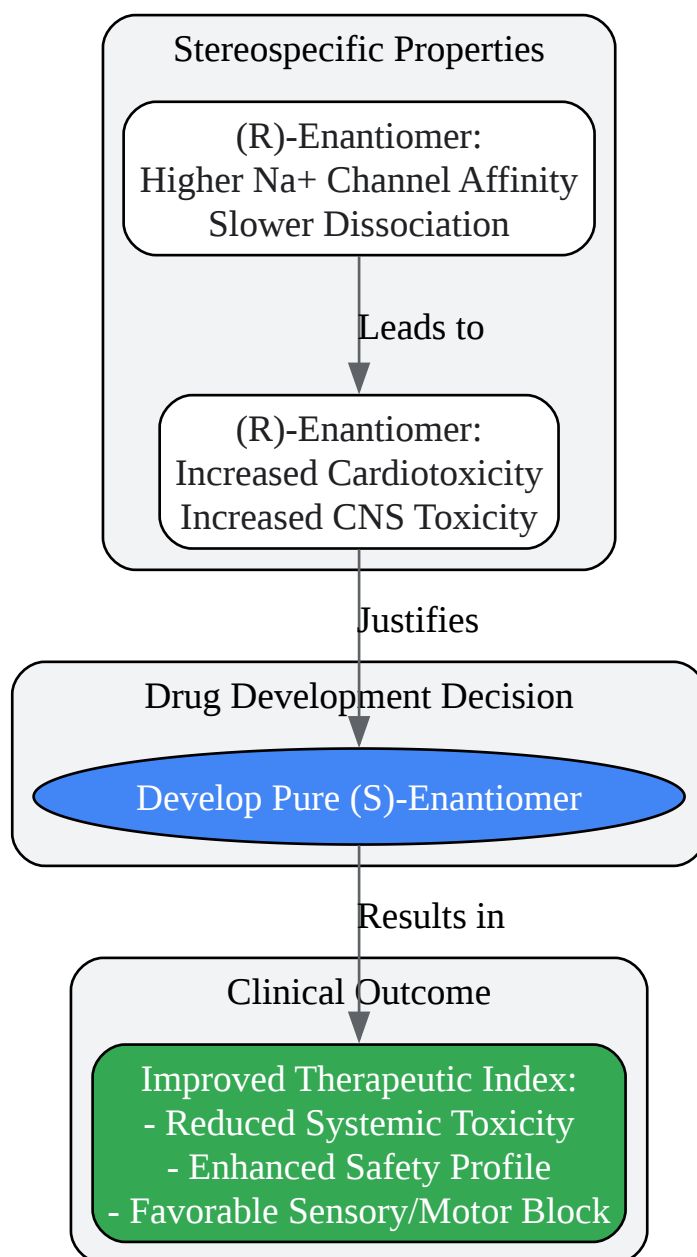 Stereospecific Properties
(R)-Enantiomer:
Higher Na+ Channel Affinity
Slower Dissociation
Leads to
(R)-Enantiomer:
Increased Cardiotoxicity
Increased CNS Toxicity
Justifies
Drug Development Decision
Develop Pure (S)-Enantiomer
Results in
Clinical Outcome
Improved Therapeutic Index:
- Reduced Systemic Toxicity
- Enhanced Safety Profile
- Favorable Sensory/Motor Block